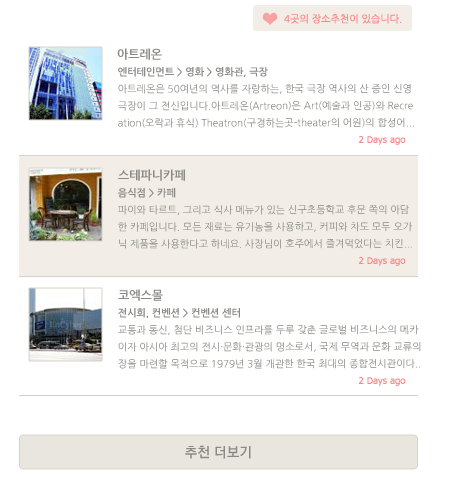 4곳의 장소추천이 있습니다.
아트레온
엔터테인먼트 > 영화 > 영화관, 극장
아트레온은 50여년의 역사를 자랑하는, 한국 극장 역사의 산 증인 신영
극장이 그 전신입니다.아트레온(Artreon)은 Art(예술과 인공)와 Recre
ation(오락과 휴식) Theatron(구경하는곳-theater의 어원)의 합성어...
2 Days ago
스테파니카페
음식점 > 카페
파이와 타르트, 그리고 식사 메뉴가 있는 신구초등학교 후문 쪽의 아담
한 카페입니다. 모든 재료는 유기농을 사용하고, 커피와 차도 모두 오가
닉 제품을 사용한다고 하네요. 사장님이 호주에서 즐겨먹었다는 치킨...
2 Days ago
코엑스몰
전시회, 컨벤션 > 컨벤션 센터
교통과 통신, 첨단 비즈니스 인프라를 두루 갖춘 글로벌 비즈니스의 메카
이자 아시아 최고의 전시·문화·관광의 명소로서, 국제 무역과 문화 교류의
장을 마련할 목적으로 1979년 3월 개관한 한국 최대의 종합전시관이다..
2 Days ago
추천 더보기